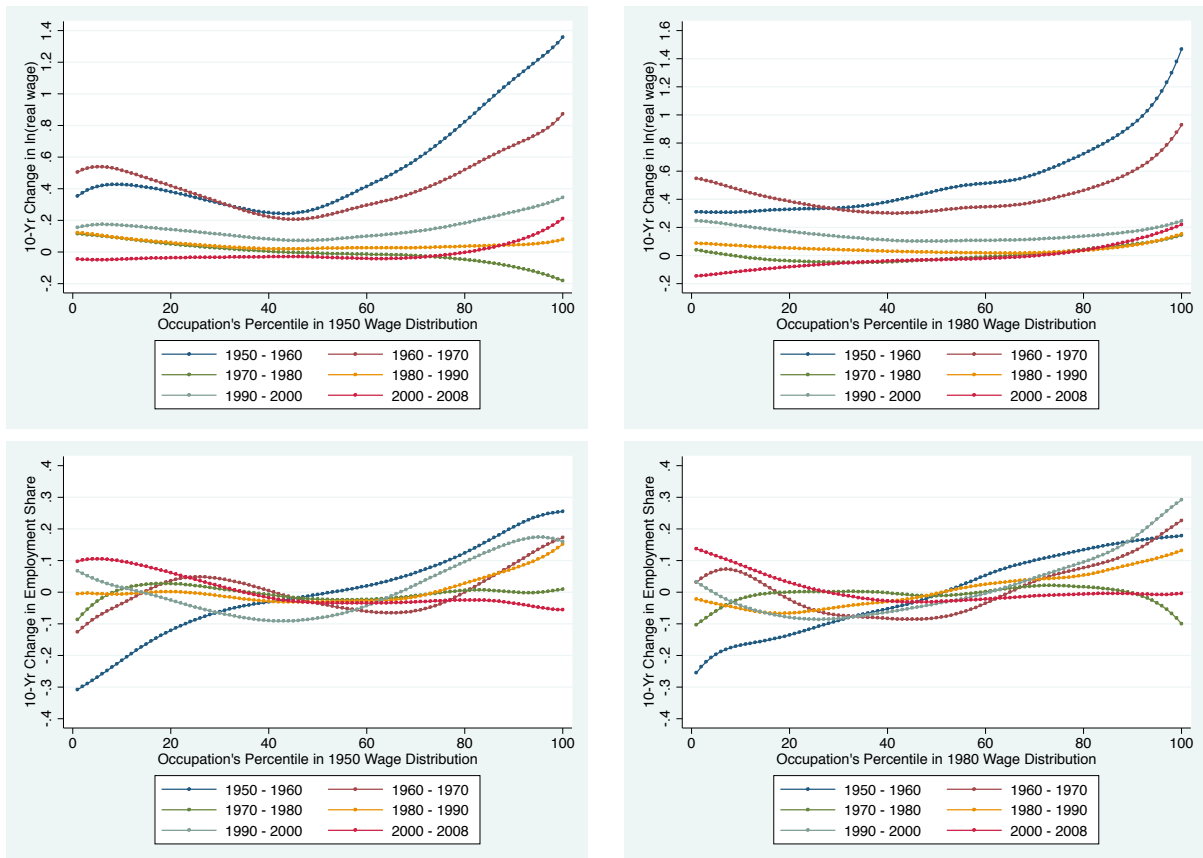 10-Yr Change in ln(real wage)
1.4
1.2
1
.8
.6
.4
.2
0
-.2
0 20 40 60 80 100
Occupation's Percentile in 1950 Wage Distribution
1950 - 1960 1960 - 1970
1970 - 1980 1980 - 1990
1990 - 2000 2000 - 2008
10-Yr Change in ln(real wage)
1.6
1.4
1.2
1
.8
.6
.4
.2
0
-.2
0 20 40 60 80 100
Occupation's Percentile in 1980 Wage Distribution
1950 - 1960 1960 - 1970
1970 - 1980 1980 - 1990
1990 - 2000 2000 - 2008
10-Yr Change in Employment Share
.4
.3
.2
.1
0
-.1
-.2
-.3
-.4
0 20 40 60 80 100
Occupation's Percentile in 1950 Wage Distribution
1950 - 1960 1960 - 1970
1970 - 1980 1980 - 1990
1990 - 2000 2000 - 2008
10-Yr Change in Employment Share
.4
.3
.2
.1
0
-.1
-.2
-.3
-.4
0 20 40 60 80 100
Occupation's Percentile in 1980 Wage Distribution
1950 - 1960 1960 - 1970
1970 - 1980 1980 - 1990
1990 - 2000 2000 - 2008